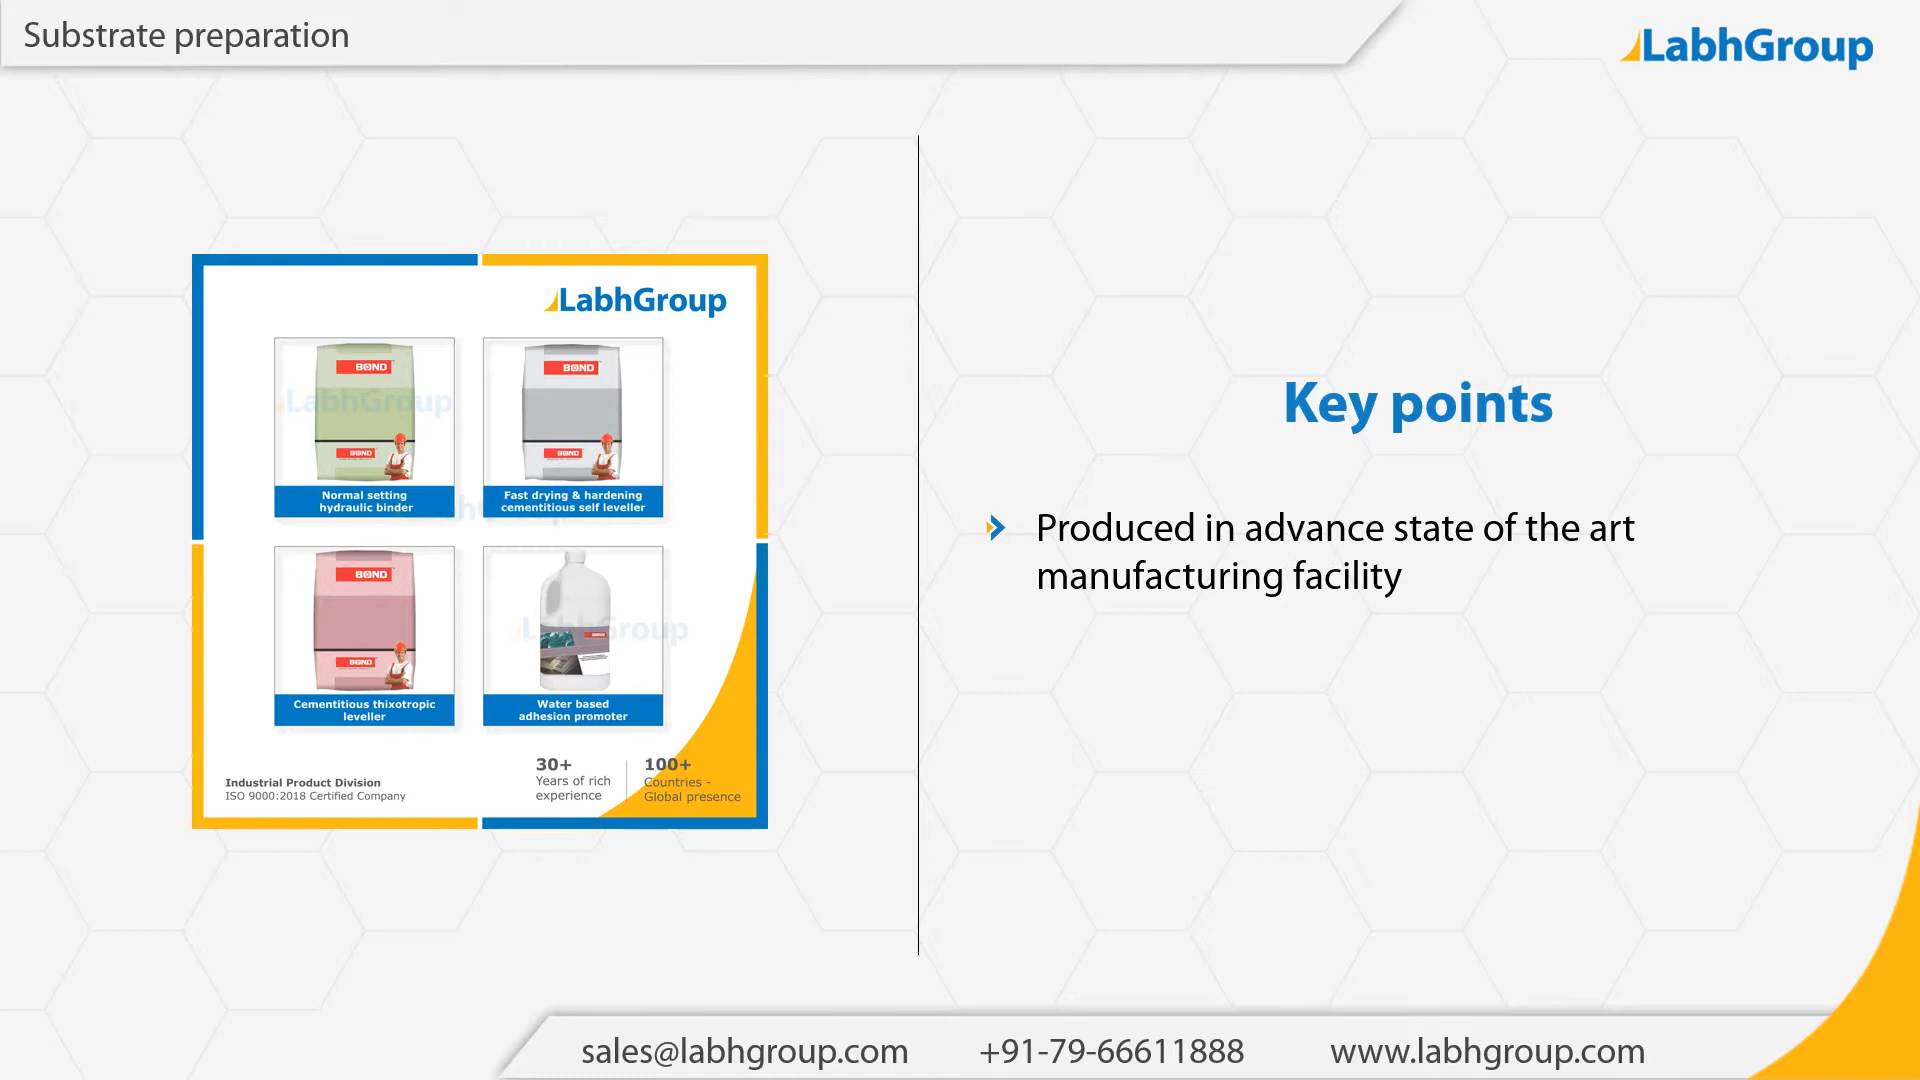 Substrate preparation
LabhGroup
LabhGroup
BOND
BOND
Normal setting
hydraulic binder
BOND
BOND
Fast drying & hardening
cementitious self leveller
BOND
BOND
Cementitious thixotropic
leveller
Water based
adhesion promoter
LabhGroup
LabhGroup
Industrial Product Division
ISO 9000:2018 Certified Company
30+
Years of rich
experience
100+
Countries -
Global presence
Key points
Produced in advance state of the art
manufacturing facility
sales@labhgroup.com
+91-79-66611888
www.labhgroup.com